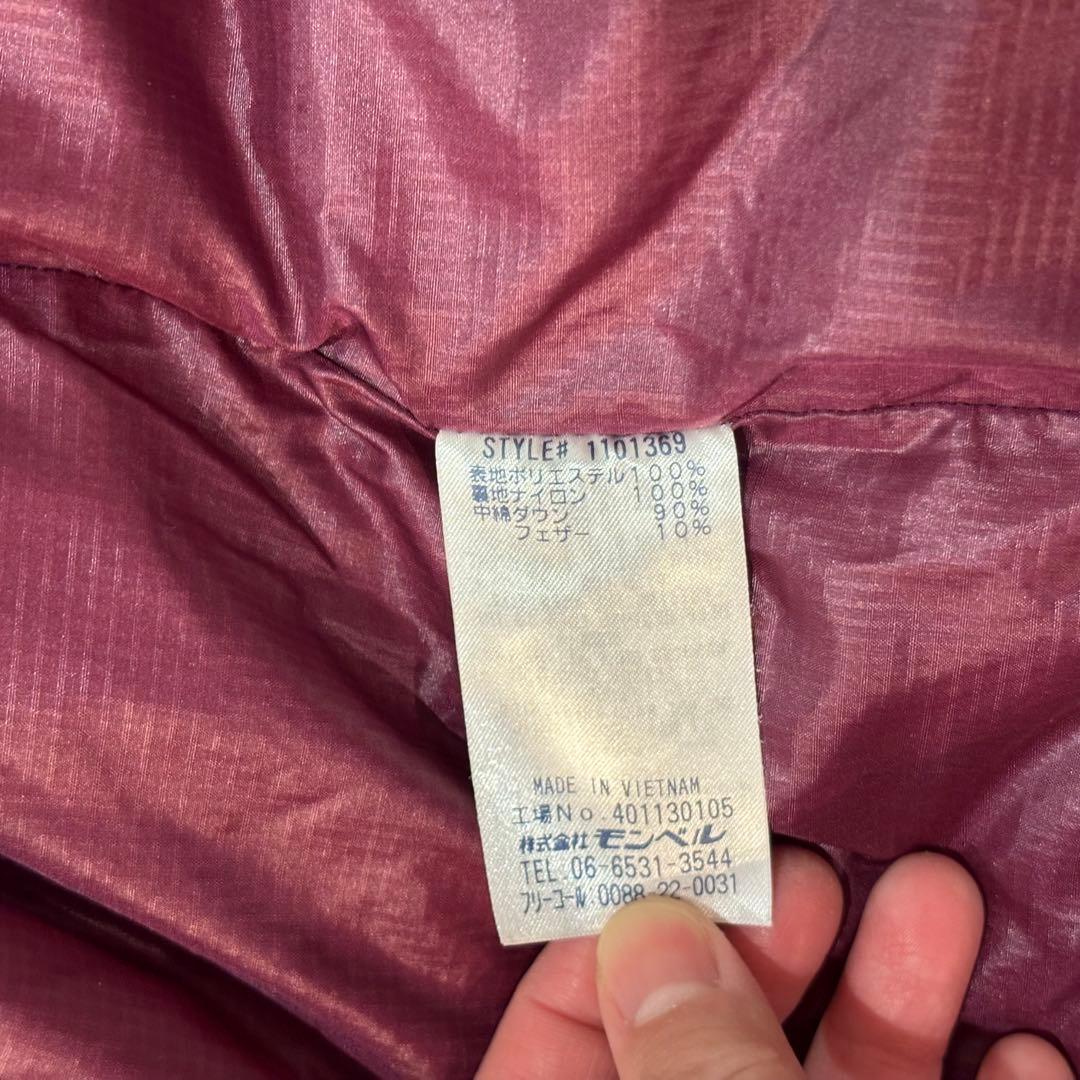 STYLE# 1101369
表地ポリエステル100%
裏地ナイロン 100%
中綿ダウン 90%
フェザー 10%
MADE IN VIETNAM
工場No.401130105
株式会社モンベル
TEL.06-6531-3544
フリーコール.0088-22-0031